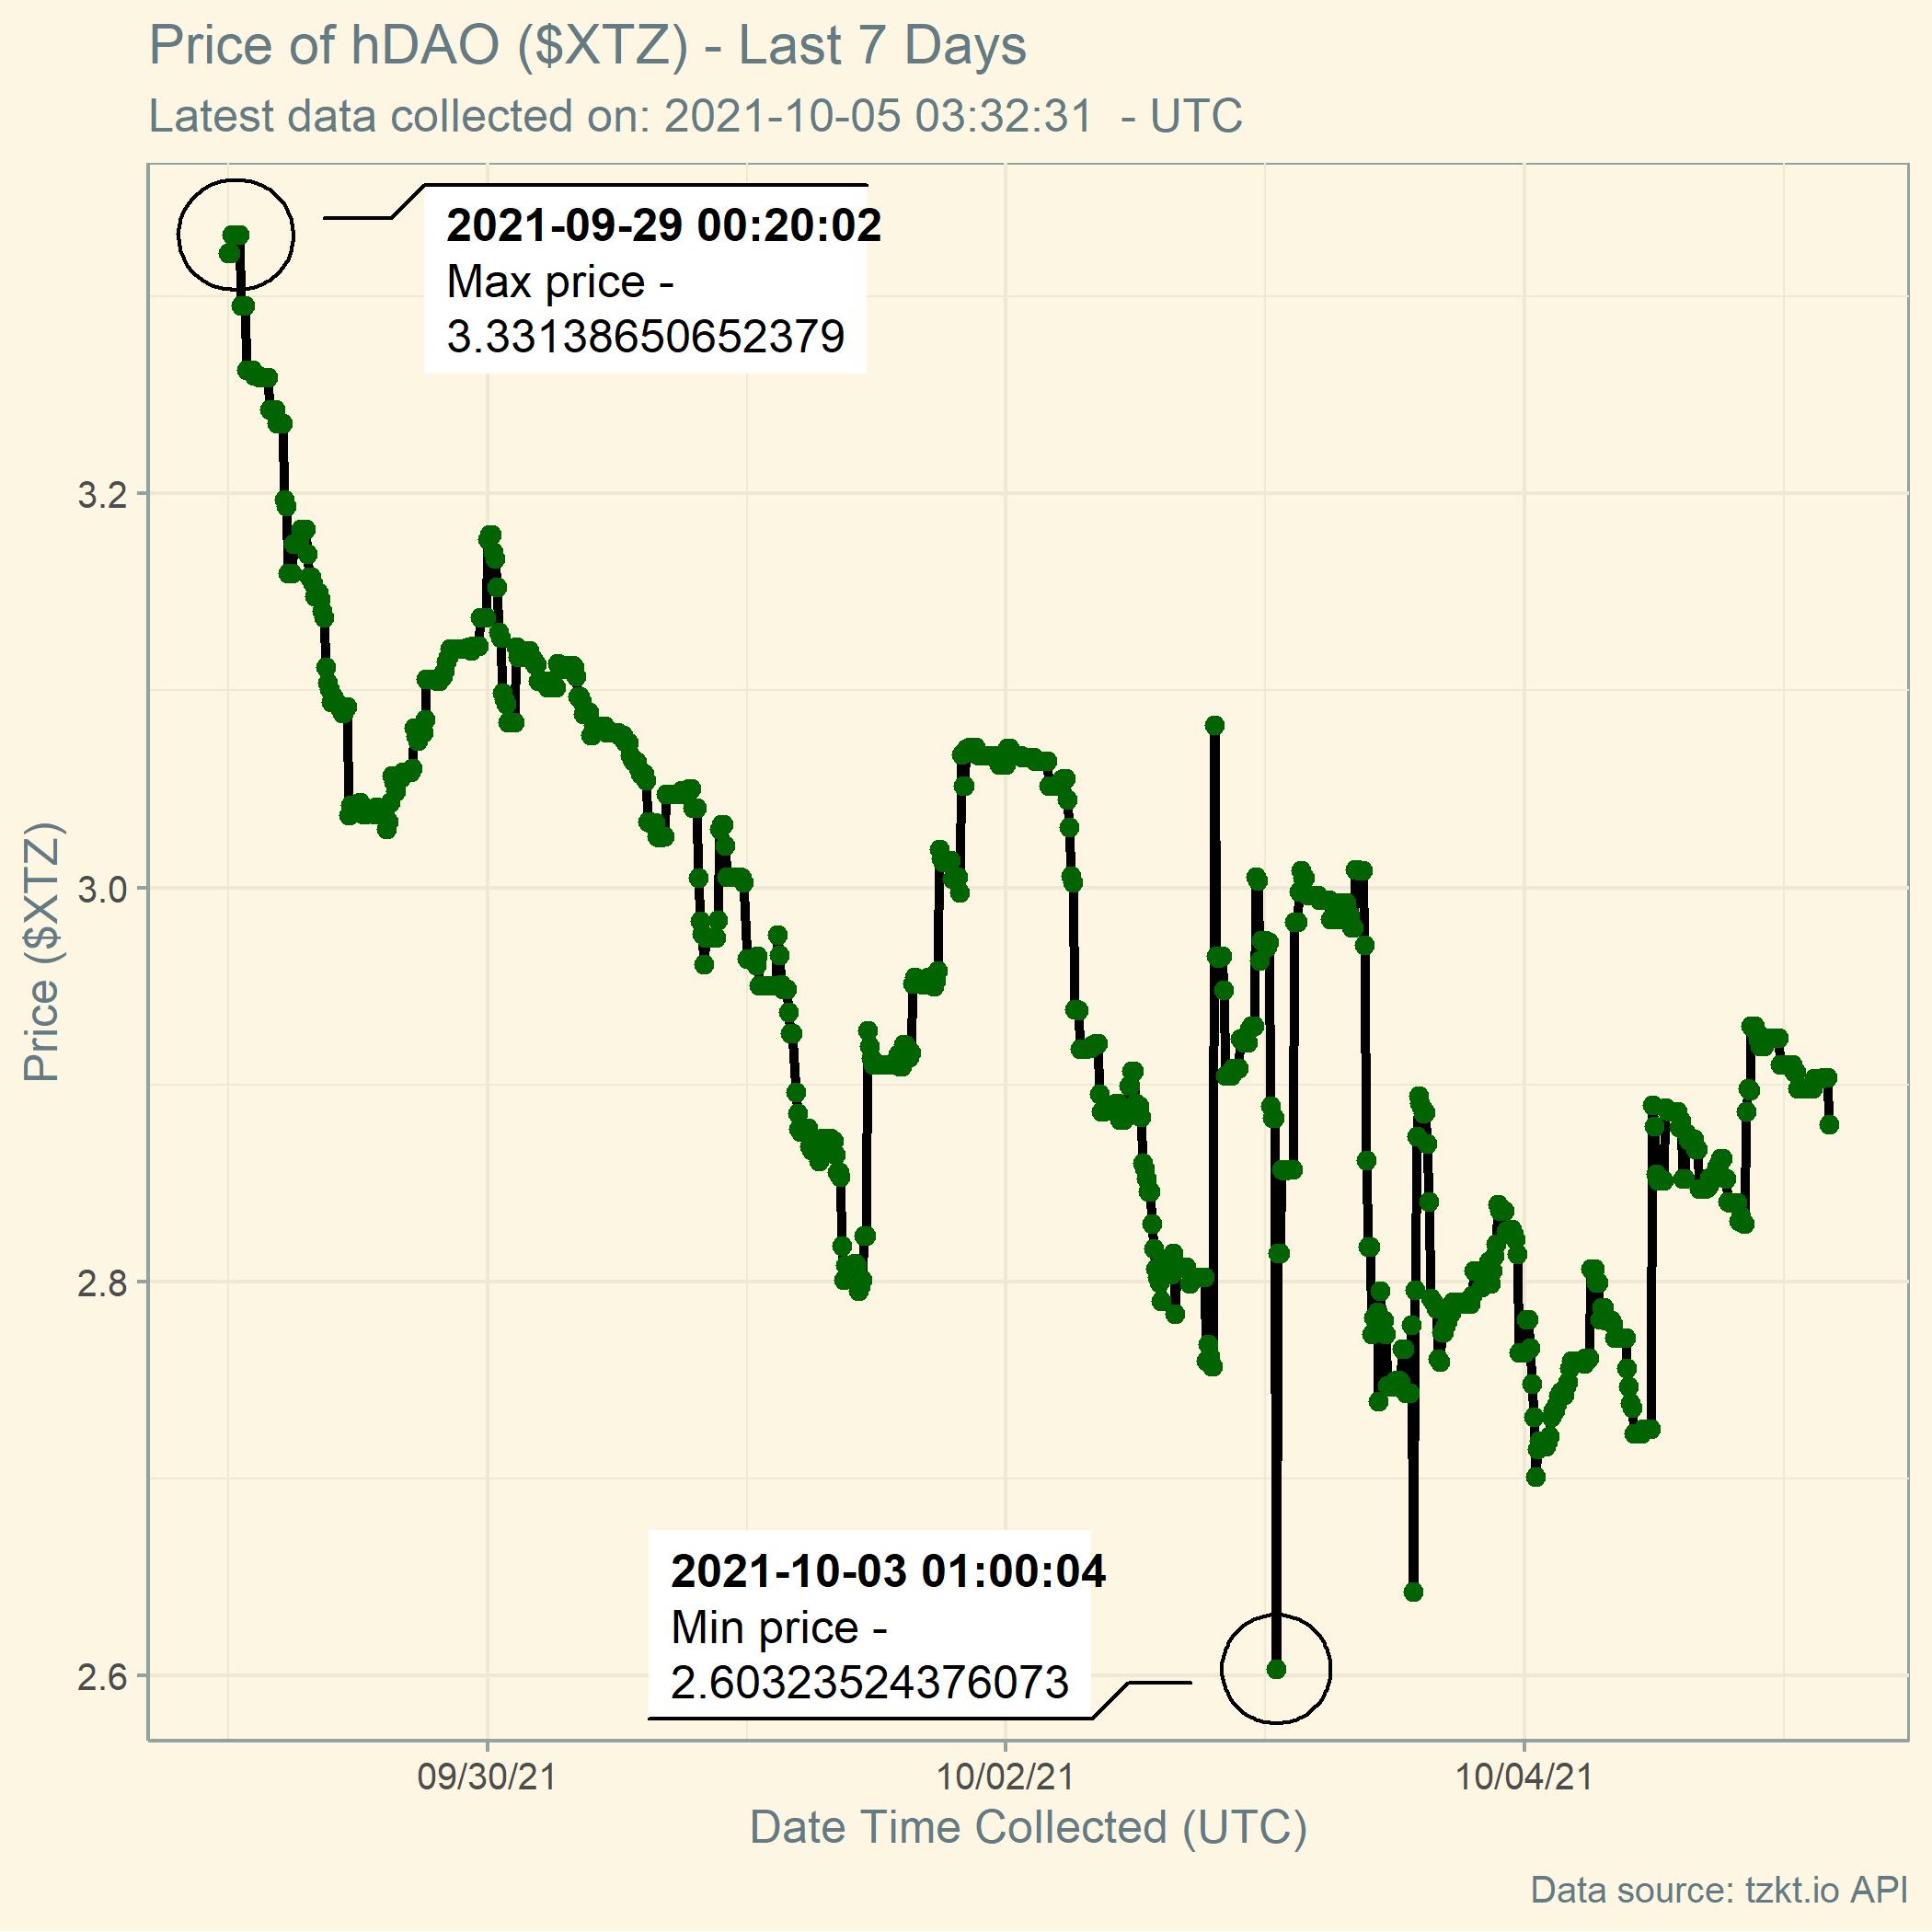 Price of hDAO ($XTZ) - Last 7 Days
Latest data collected on: 2021-10-05 03:32:31  - UTC
2021-09-29 00:20:02
Max price -
3.33138650652379
3.2
3.0
2.8
2.6
Price ($XTZ)
2021-10-03 01:00:04
Min price -
2.60323524376073
09/30/21
10/02/21
10/04/21
Date Time Collected (UTC)
Data source: tzkt.io API